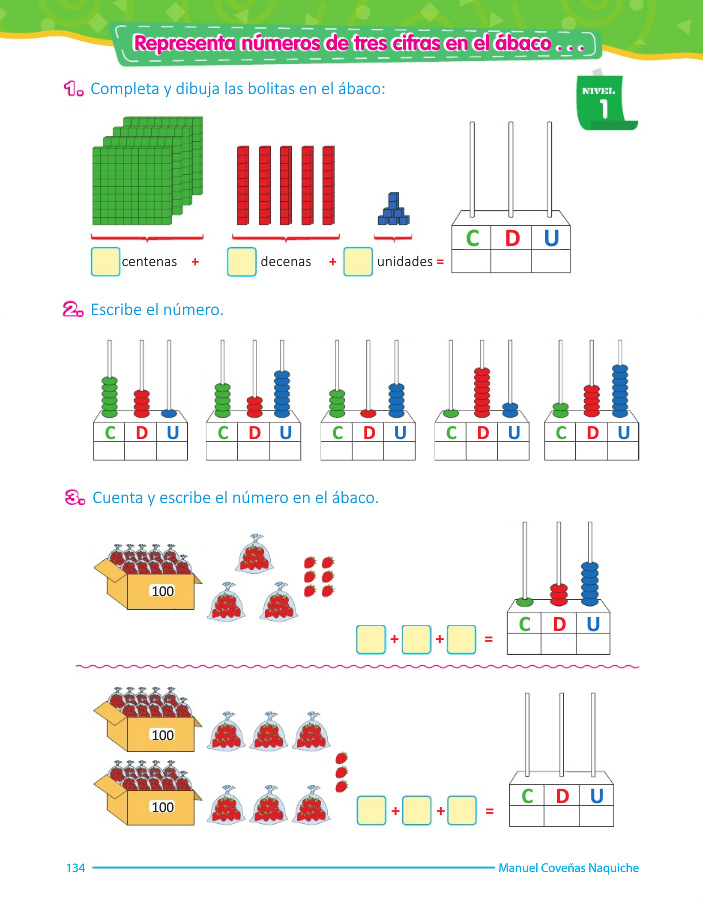 Representa números de tres cifras en el ábaco . . .
1. Completa y dibuja las bolitas en el ábaco:
NIVEL
1
C D U
centenas + decenas + unidades =
2. Escribe el número.
C D U C D U C D U C D U C D U
3. Cuenta y escribe el número en el ábaco.
100
C D U
+ + =
100
100
C D U
+ + =
134
Manuel Coveñas Naquiche